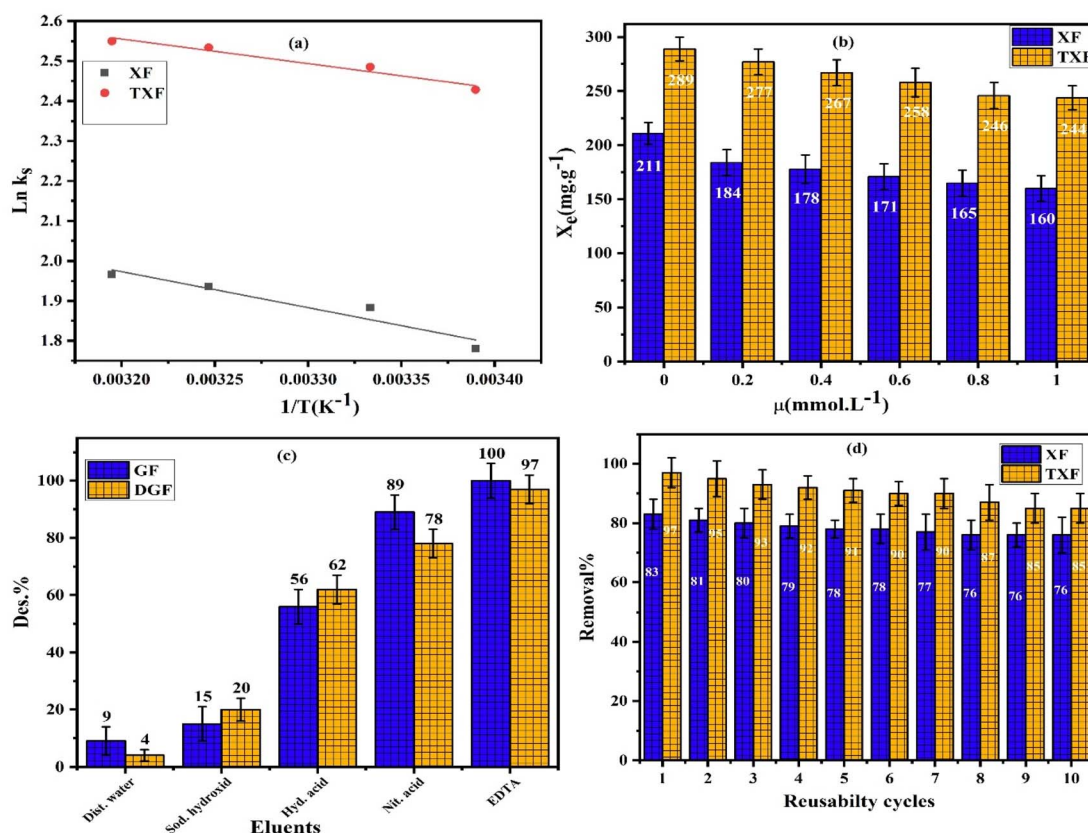 (a)
XF
TXF
2.6
2.5
2.4
2.3
2.2
2.1
2.0
1.9
1.8
Ln ks
0.00320 0.00325 0.00330 0.00335 0.00340
1/T(K-1)
(b)
XF
TXF
300
250
200
150
100
50
0
Xe(mg.g-1)
289 277 267 258 246 244
211 184 178 171 165 160
0 0.2 0.4 0.6 0.8 1
μ(mmol.L-1)
(c)
GF
DGF
100
80
60
40
20
0
Des.%
9 4 15 20 56 62 89 78 100 97
Dist. water Sod. hydroxid Hyd. acid Nit. acid EDTA
Eluents
(d)
XF
TXF
100
80
60
40
20
0
Removal%
97 95 93 92 91 90 90 87 85 85
83 81 80 79 78 78 77 76 76 76
1 2 3 4 5 6 7 8 9 10
Reusabilty cycles